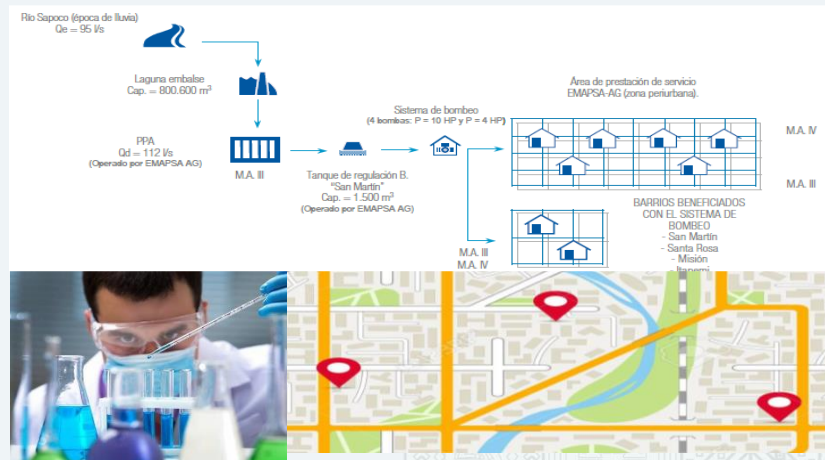 Río Sapoco (época de lluvia)
Qe = 95 l/s
Laguna embalse
Cap. = 800.600 m³
PPA
Qd = 112 l/s
(Operado por EMAPSA AG)
M.A. III
Tanque de regulación B.
“San Martín”
Cap. = 1.500 m³
(Operado por EMAPSA AG)
Sistema de bombeo
(4 bombas: P = 10 HP y P = 4 HP)
Área de prestación de servicio
EMAPSA-AG (zona periurbana).
M.A. IV
M.A. III
M.A. III
M.A. IV
BARRIOS BENEFICIADOS
CON EL SISTEMA DE
BOMBEO
- San Martín
- Santa Rosa
- Misión